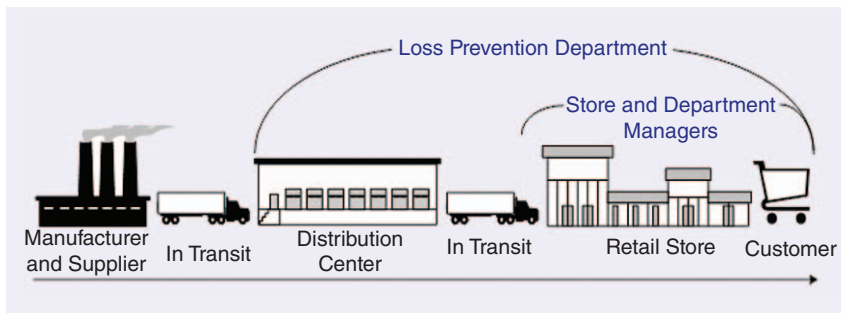 Loss Prevention Department
Store and Department
Managers
Manufacturer
and Supplier
In Transit
Distribution
Center
In Transit
Retail Store
Customer